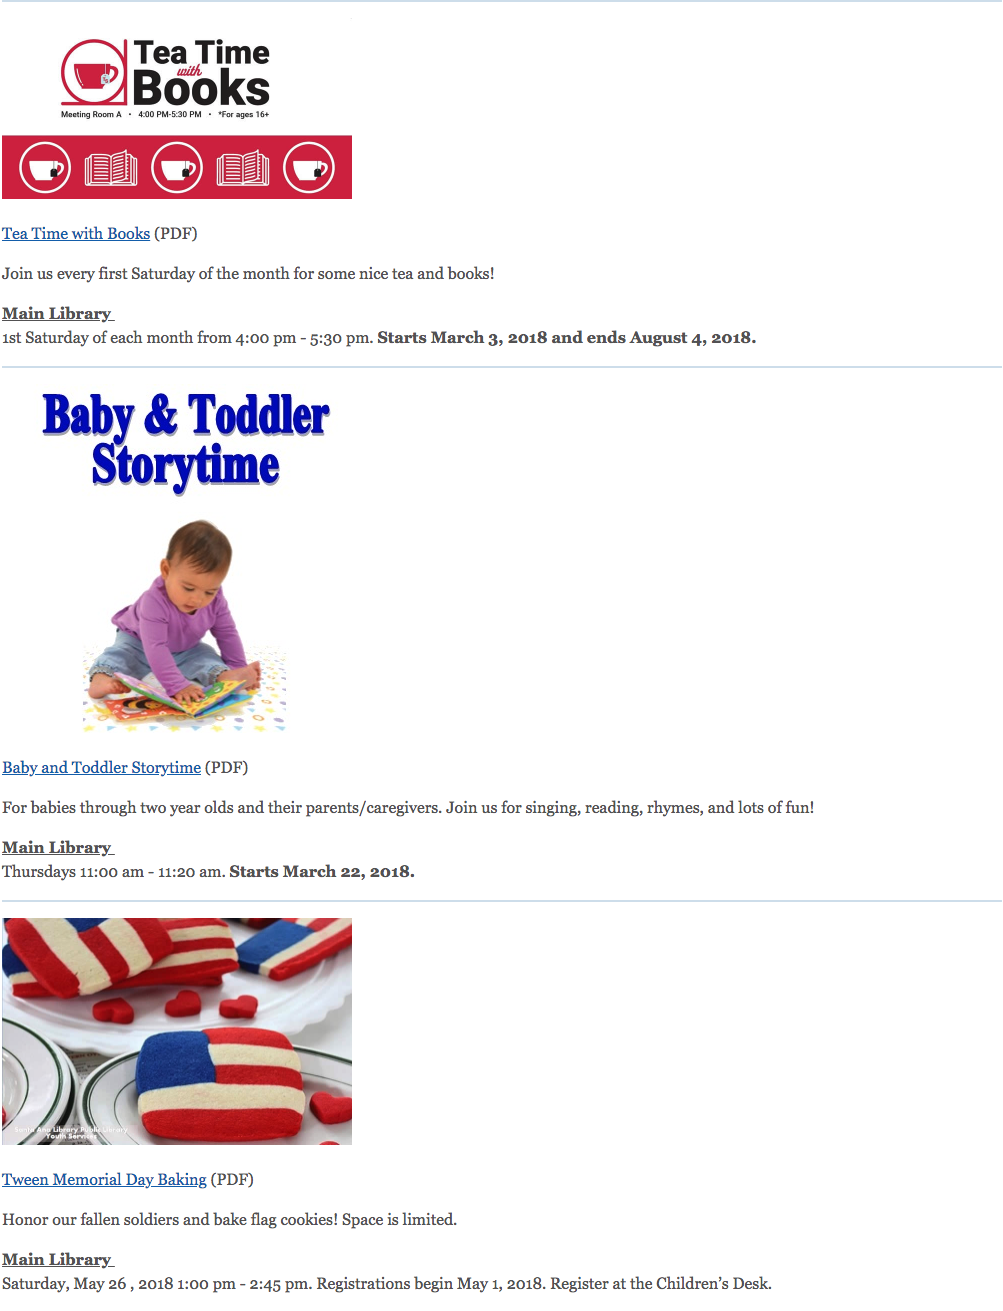 Tea Time
with
Books
Meeting Room A • 4:00 PM-5:30 PM • *For ages 16+
Tea Time with Books (PDF)
Join us every first Saturday of the month for some nice tea and books!
Main Library
1st Saturday of each month from 4:00 pm - 5:30 pm. Starts March 3, 2018 and ends August 4, 2018.
Baby & Toddler
Storytime
Baby and Toddler Storytime (PDF)
For babies through two year olds and their parents/caregivers. Join us for singing, reading, rhymes, and lots of fun!
Main Library
Thursdays 11:00 am - 11:20 am. Starts March 22, 2018.
Santa Ana Library Public Library
Youth Services
Tween Memorial Day Baking (PDF)
Honor our fallen soldiers and bake flag cookies! Space is limited.
Main Library
Saturday, May 26 , 2018 1:00 pm - 2:45 pm. Registrations begin May 1, 2018. Register at the Children’s Desk.